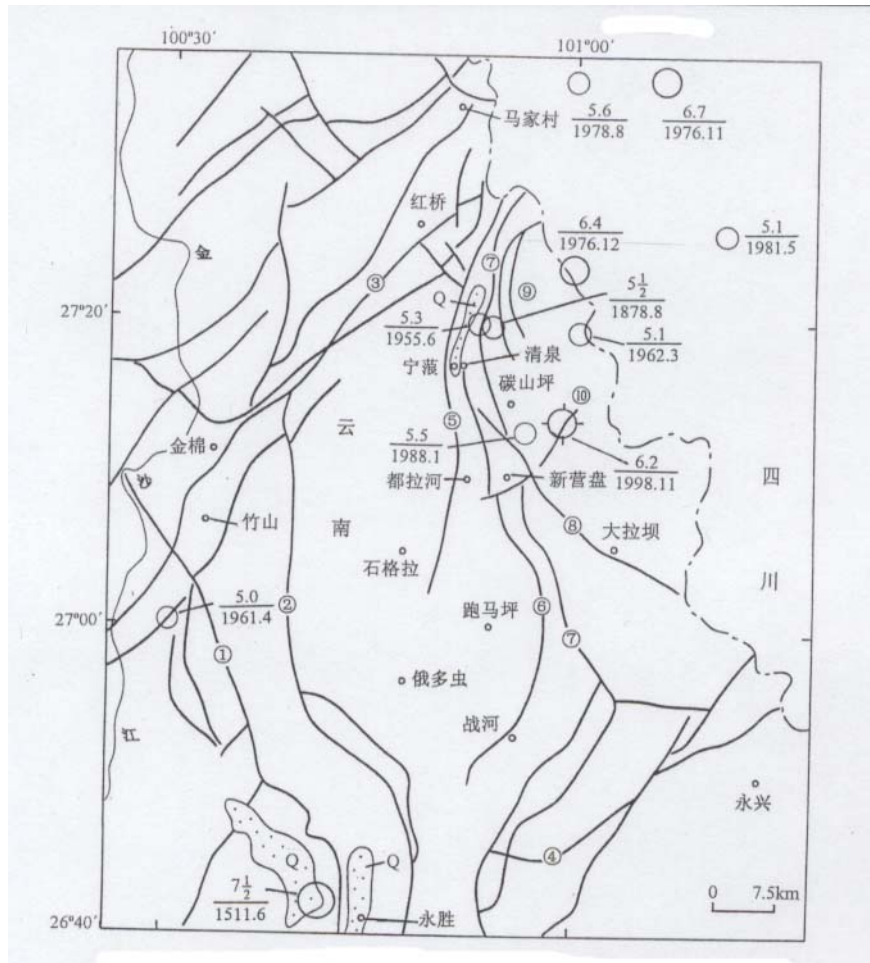 100°30′
101°00′
马家村
5.6
1978.8
6.7
1976.11
红桥
6.4
1976.12
5.1
1981.5
金
③
⑦
⑨
5½
1878.8
Q
27°20′
5.3
1955.6
5.1
1962.3
清泉
宁蒗
碳山坪
⑩
云
⑤
金棉
5.5
1988.1
6.2
1998.11
沙
都拉河
新营盘
四
竹山
南
⑧
大拉坝
石格拉
川
5.0
1961.4
②
⑥
27°00′
跑马坪
①
⑦
俄多虫
江
战河
永兴
Q
Q
④
7½
1511.6
0 7.5km
永胜
26°40′